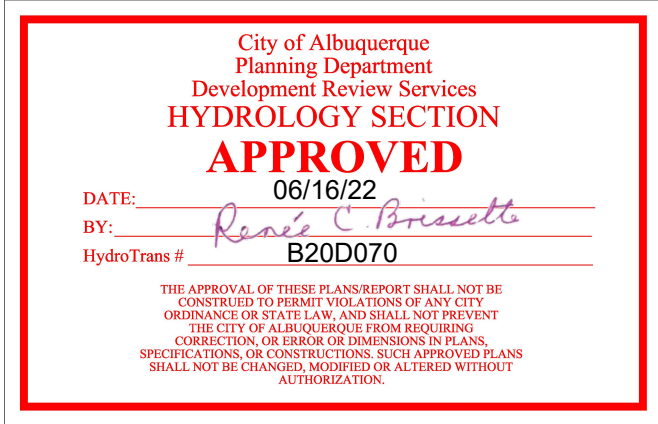 City of Albuquerque
Planning Department
Development Review Services
HYDROLOGY SECTION
APPROVED
DATE: 06/16/22
BY: Renée C. Brissette
HydroTrans # B20D070
THE APPROVAL OF THESE PLANS/REPORT SHALL NOT BE
CONSTRUED TO PERMIT VIOLATIONS OF ANY CITY
ORDINANCE OR STATE LAW, AND SHALL NOT PREVENT
THE CITY OF ALBUQUERQUE FROM REQUIRING
CORRECTION, OR ERROR OR DIMENSIONS IN PLANS,
SPECIFICATIONS, OR CONSTRUCTIONS. SUCH APPROVED PLANS
SHALL NOT BE CHANGED, MODIFIED OR ALTERED WITHOUT
AUTHORIZATION.